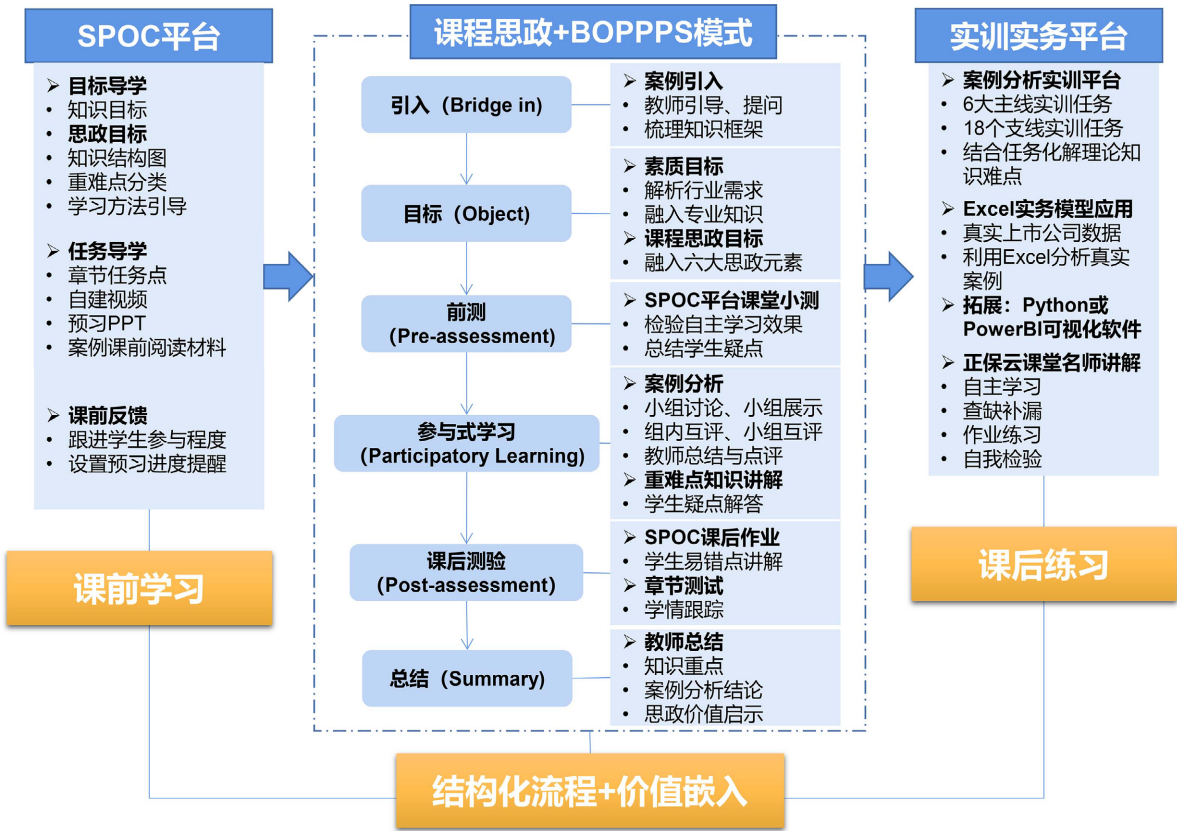 SPOC平台
目标导学
知识目标
思政目标
知识结构图
重难点分类
学习方法引导
任务导学
章节任务点
自建视频
预习PPT
案例课前阅读材料
课前反馈
跟进学生参与程度
设置预习进度提醒
课前学习
课程思政+BOPPPS模式
引入（Bridge in)
案例引入
教师引导、提问
梳理知识框架
目标（Object)
素质目标
解析行业需求
融入专业知识
课程思政目标
融入六大思政元素
前测
(Pre-assessment)
SPOC平台课堂小测
检验自主学习效果
总结学生疑点
参与式学习
（Participatory Learning)
案例分析
小组讨论、小组展示
组内互评、小组互评
教师总结与点评
重难点知识讲解
学生疑点解答
课后测验
（Post-assessment)
SPOC课后作业
学生易错点讲解
章节测试
学情跟踪
总结（Summary)
教师总结
知识重点
案例分析结论
思政价值启示
实训实务平台
案例分析实训平台
6大主线实训任务
18个支线实训任务
结合任务化解理论知
识难点
Excel实务模型应用
真实上市公司数据
利用Excel分析真实
案例
拓展：Python或
PowerBI可视化软件
正保云课堂名师讲解
自主学习
查缺补漏
作业练习
自我检验
课后练习
结构化流程+价值嵌入